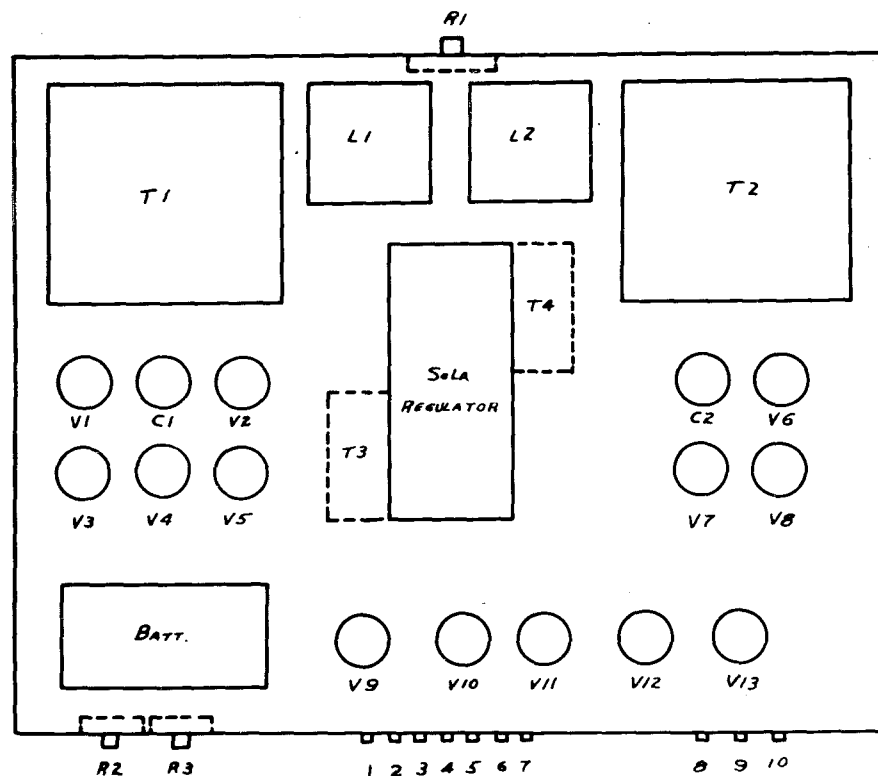 R1
L1
L2
T1
T2
T4
SOLA
REGULATOR
T3
V1 C1 V2
C2 V6
V3 V4 V5
V7 V8
BATT.
V9 V10 V11 V12 V13
R2 R3
1 2 3 4 5 6 7 8 9 10